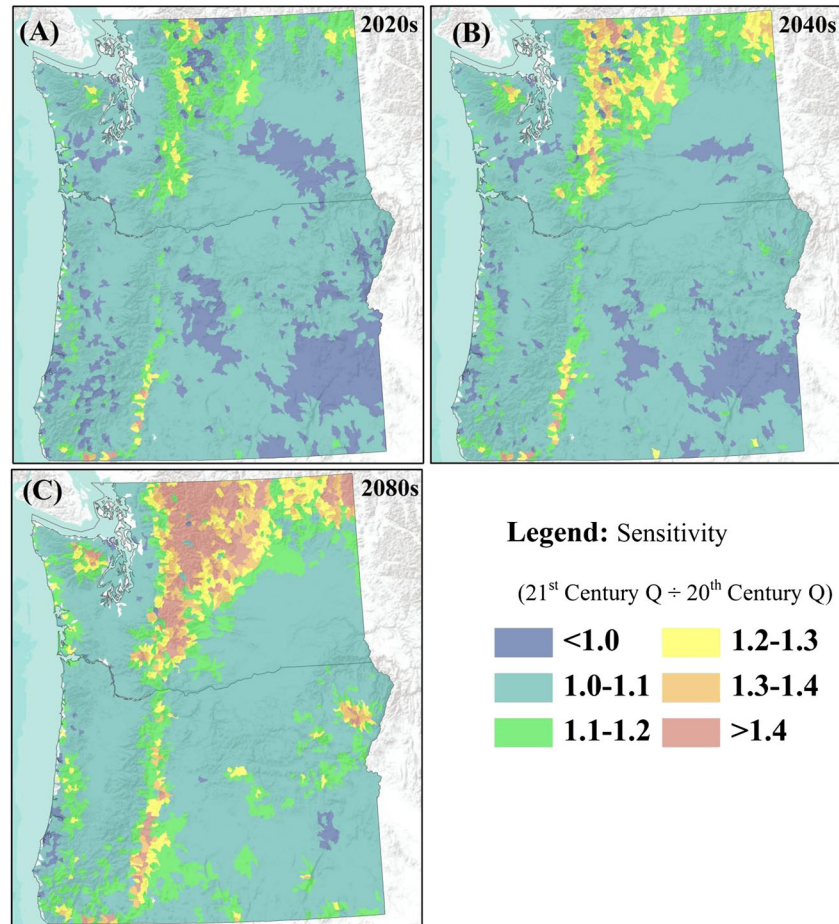 (A) 2020s
(B) 2040s
(C) 2080s
Legend: Sensitivity
(21st Century Q ÷ 20th Century Q)
<1.0 1.2-1.3
1.0-1.1 1.3-1.4
1.1-1.2 >1.4